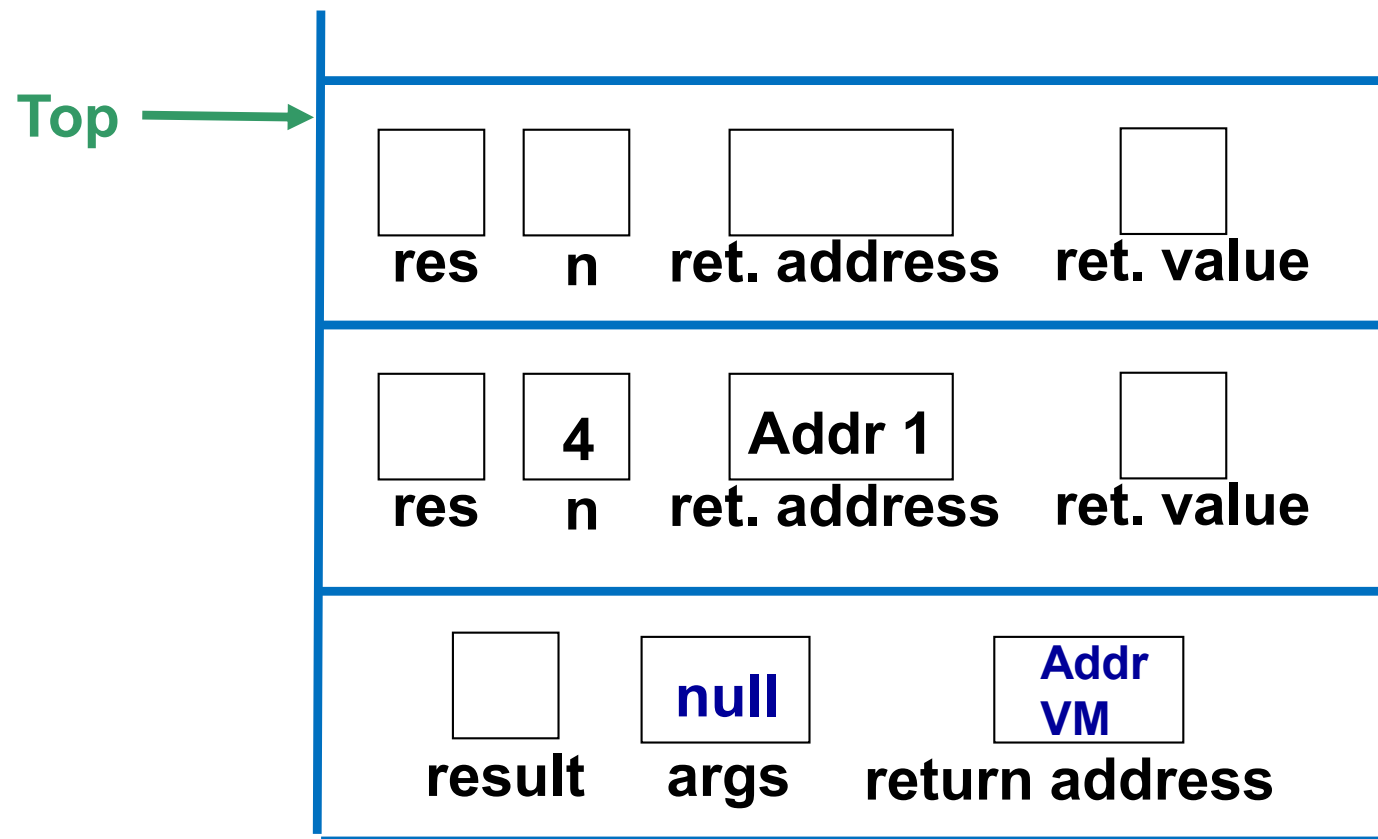 Top
res n ret. address ret. value
4 Addr 1
res n ret. address ret. value
null Addr
VM
result args return address